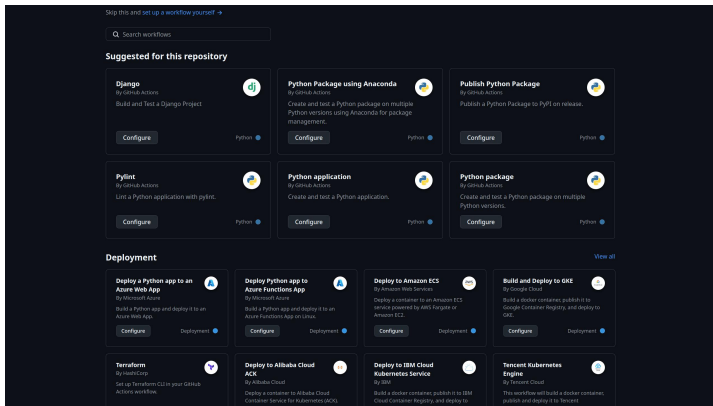 Skip this and set up a workflow yourself →
Search workflows
Suggested for this repository
Django
By GitHub Actions
Build and Test a Django Project
Configure
Python
Python Package using Anaconda
By GitHub Actions
Create and test a Python package on multiple
Python versions using Anaconda for package
management.
Configure
Python
Publish Python Package
By GitHub Actions
Publish a Python Package to PyPI on release.
Configure
Python
Pylint
By GitHub Actions
Lint a Python application with pylint.
Configure
Python
Python application
By GitHub Actions
Create and test a Python application.
Configure
Python
Python package
By GitHub Actions
Create and test a Python package on multiple
Python versions.
Configure
Python
Deployment
View all
Deploy a Python app to an
Azure Web App
By Microsoft Azure
Build a Python app and deploy it to an
Azure Web App.
Configure
Deployment
Deploy Python app to
Azure Functions App
By Microsoft Azure
Build a Python app and deploy it to an
Azure Functions App on Linux.
Configure
Deployment
Deploy to Amazon ECS
By Amazon Web Services
Deploy a container to an Amazon ECS
service powered by AWS Fargate or
Amazon EC2.
Configure
Deployment
Build and Deploy to GKE
By Google Cloud
Build a docker container, publish it to
Google Container Registry, and deploy to
GKE.
Configure
Deployment
Terraform
By HashiCorp
Set up Terraform CLI in your GitHub
Actions workflow.
Deploy to Alibaba Cloud
ACK
By Alibaba Cloud
Deploy a container to Alibaba Cloud
Container Service for Kubernetes (ACK).
Deploy to IBM Cloud
Kubernetes Service
By IBM
Build a docker container, publish it to IBM
Cloud Container Registry, and deploy to
Tencent Kubernetes
Engine
By Tencent Cloud
This workflow will build a docker container,
publish and deploy it to Tencent